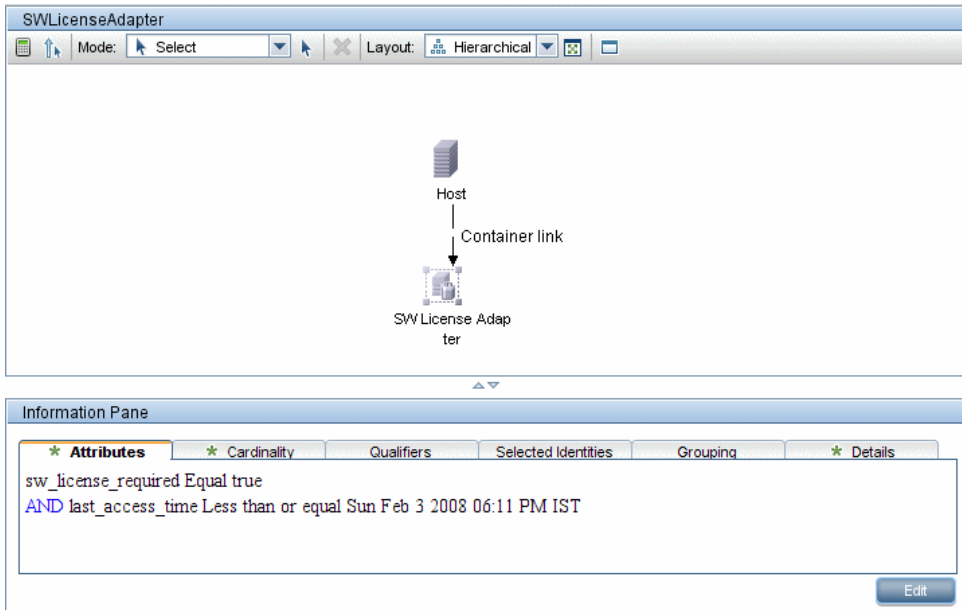 SWLicenseAdapter
Mode: Select Layout: Hierarchical
Host
Container link
SW License Adap
ter
Information Pane
* Attributes * Cardinality Qualifiers Selected Identities Grouping * Details
sw_license_required Equal true
AND last_access_time Less than or equal Sun Feb 3 2008 06:11 PM IST
Edit